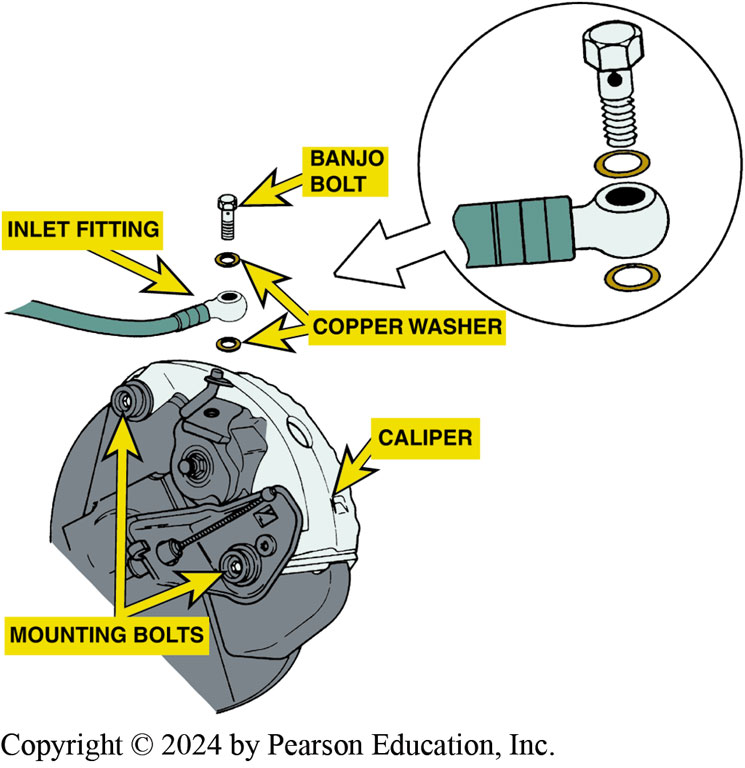 BANJO
BOLT
INLET FITTING
COPPER WASHER
CALIPER
MOUNTING BOLTS
Copyright © 2024 by Pearson Education, Inc.